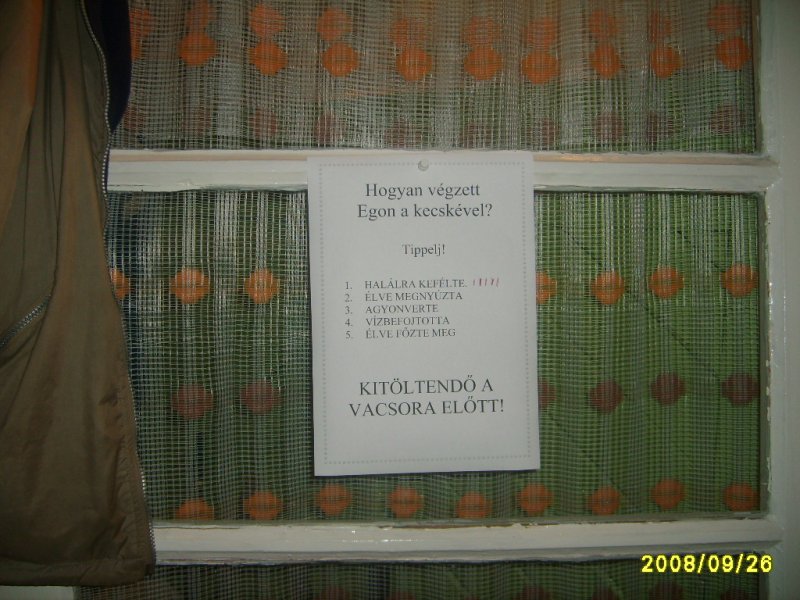 Hogyan végzett
Egon a kecskével?
Tippelj!
1. HALÁLRA KEFÉLTE.
2. ÉLVE MEGNYÚZTA
3. AGYONVERTE
4. VÍZBEFOJTOTTA
5. ÉLVE FŐZTE MEG
KITÖLTENDŐ A
VACSORA ELŐTT!
2008/09/26